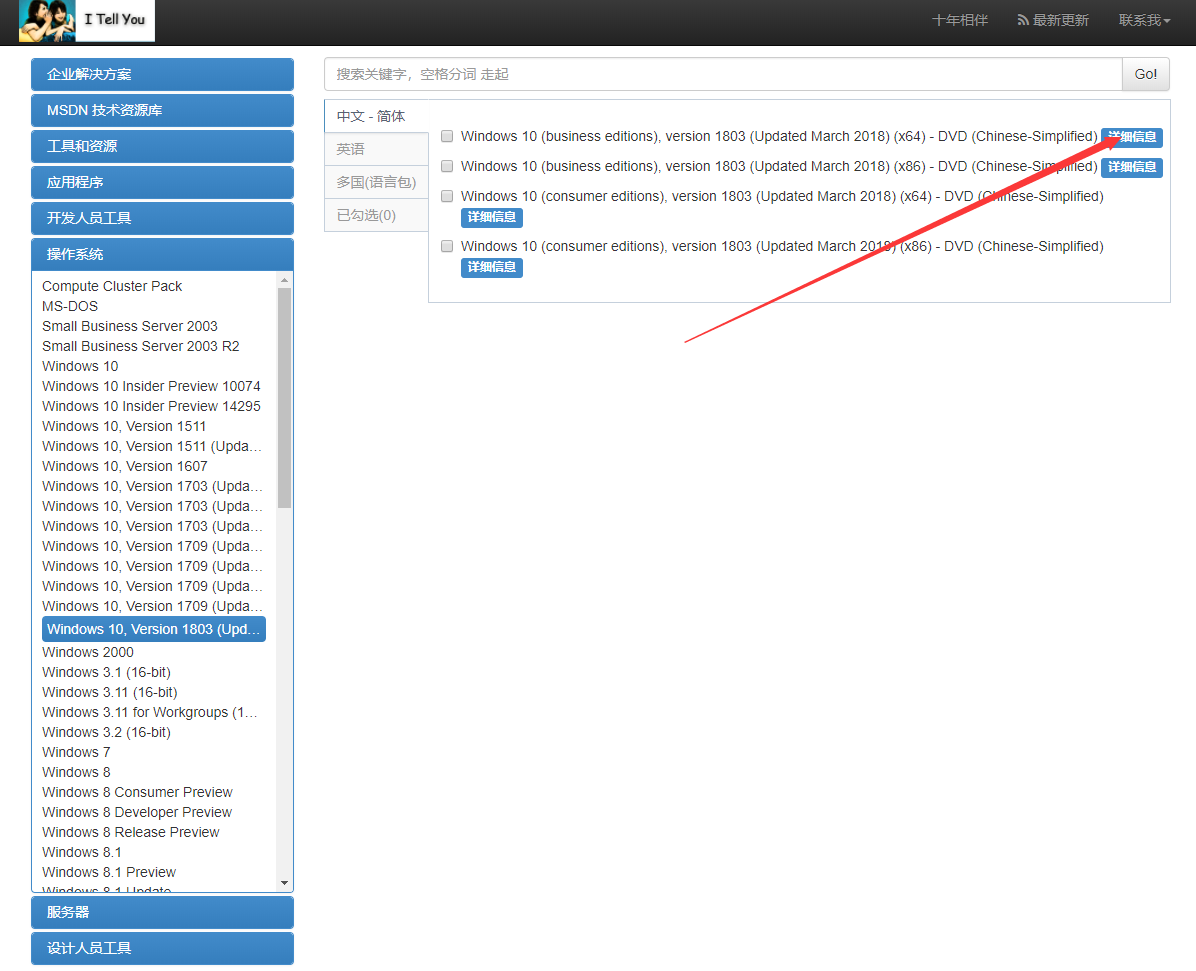 I Tell You
十年相伴
最新更新
联系我
企业解决方案
MSDN 技术资源库
工具和资源
应用程序
开发人员工具
操作系统
Compute Cluster Pack
MS-DOS
Small Business Server 2003
Small Business Server 2003 R2
Windows 10
Windows 10 Insider Preview 10074
Windows 10 Insider Preview 14295
Windows 10, Version 1511
Windows 10, Version 1511 (Upda…
Windows 10, Version 1607
Windows 10, Version 1703 (Upda…
Windows 10, Version 1703 (Upda…
Windows 10, Version 1703 (Upda…
Windows 10, Version 1709 (Upda…
Windows 10, Version 1709 (Upda…
Windows 10, Version 1709 (Upda…
Windows 10, Version 1709 (Upda…
Windows 10, Version 1803 (Upd…
Windows 2000
Windows 3.1 (16-bit)
Windows 3.11 (16-bit)
Windows 3.11 for Workgroups (1…
Windows 3.2 (16-bit)
Windows 7
Windows 8
Windows 8 Consumer Preview
Windows 8 Developer Preview
Windows 8 Release Preview
Windows 8.1
Windows 8.1 Preview
Windows 8.1 Update
服务器
设计人员工具
搜索关键字，空格分词 走起
Go!
中文 - 简体
英语
多国(语言包)
已勾选(0)
Windows 10 (business editions), version 1803 (Updated March 2018) (x64) - DVD (Chinese-Simplified) 详细信息
Windows 10 (business editions), version 1803 (Updated March 2018) (x86) - DVD (Chinese-Simplified) 详细信息
Windows 10 (consumer editions), version 1803 (Updated March 2018) (x64) - DVD (Chinese-Simplified)
详细信息
Windows 10 (consumer editions), version 1803 (Updated March 2018) (x86) - DVD (Chinese-Simplified)
详细信息